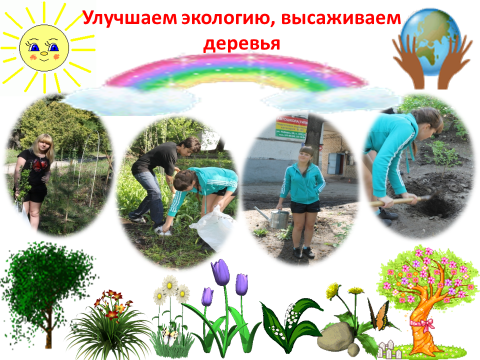 Улучшаем экологию, высаживаем
деревья